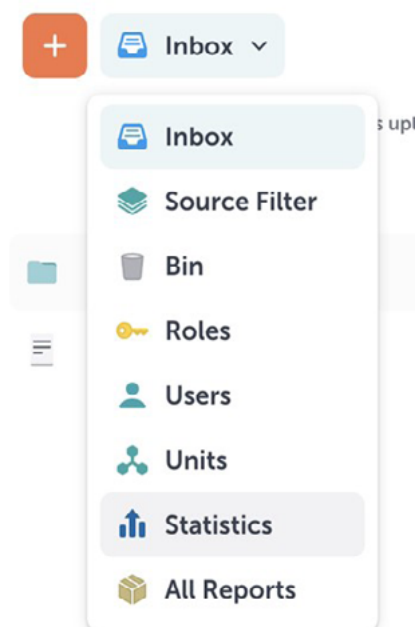 Inbox
Inbox
Source Filter
Bin
Roles
Users
Units
Statistics
All Reports